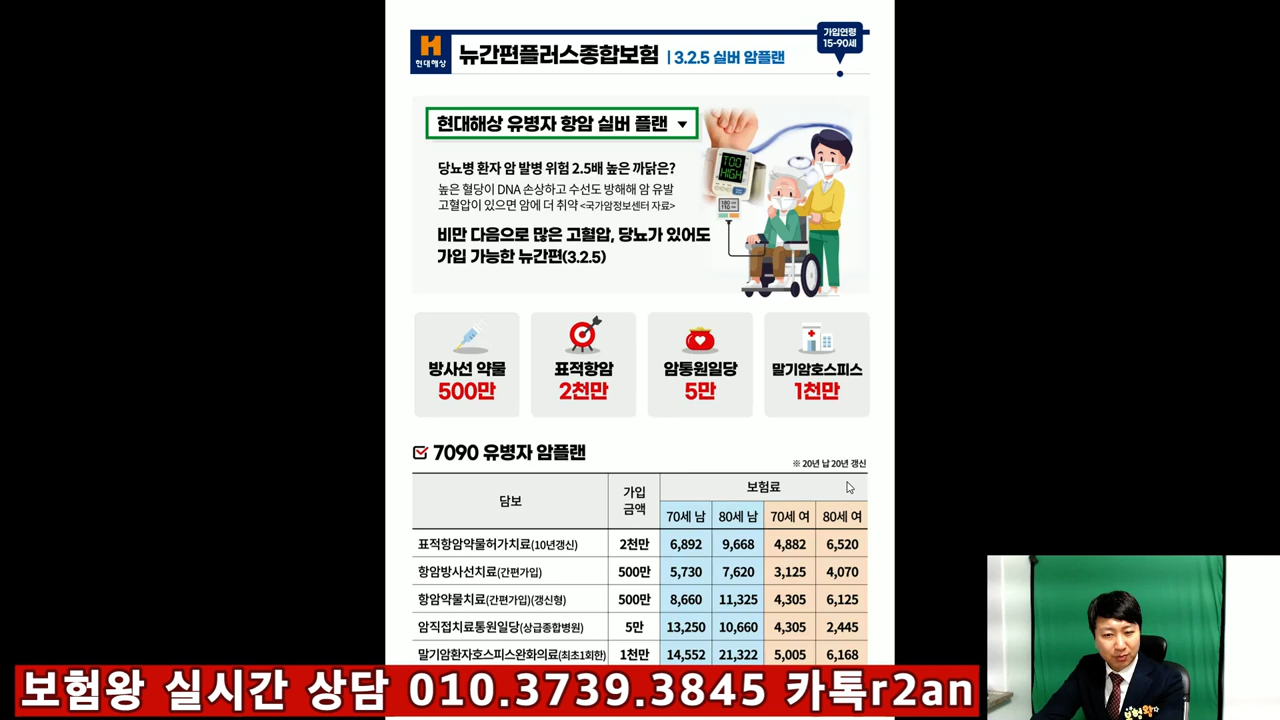 현대해상
뉴간편플러스종합보험 | 3.2.5 실버 암플랜
가입연령
15-90세
현대해상 유병자 항암 실버 플랜
당뇨병 환자 암 발병 위험 2.5배 높은 까닭은?
높은 혈당이 DNA 손상하고 수선도 방해해 암 유발
고혈압이 있으면 암에 더 취약 <국가암정보센터 자료>
비만 다음으로 많은 고혈압, 당뇨가 있어도
가입 가능한 뉴간편(3.2.5)
TOO
HIGH
방사선 약물
500만
표적항암
2천만
암통원일당
5만
말기암호스피스
1천만
7090 유병자 암플랜
※ 20년 납 20년 갱신
담보 가입금액 보험료
70세 남 80세 남 70세 여 80세 여
표적항암약물허가치료(10년갱신) 2천만 6,892 9,668 4,882 6,520
항암방사선치료(간편가입) 500만 5,730 7,620 3,125 4,070
항암약물치료(간편가입)(갱신형) 500만 8,660 11,325 4,305 6,125
암직접치료통원일당(상급종합병원) 5만 13,250 10,660 4,305 2,445
말기암환자호스피스완화의료(최초1회한) 1천만 14,552 21,322 5,005 6,168
보험왕 실시간 상담 010.3739.3845 카톡r2an